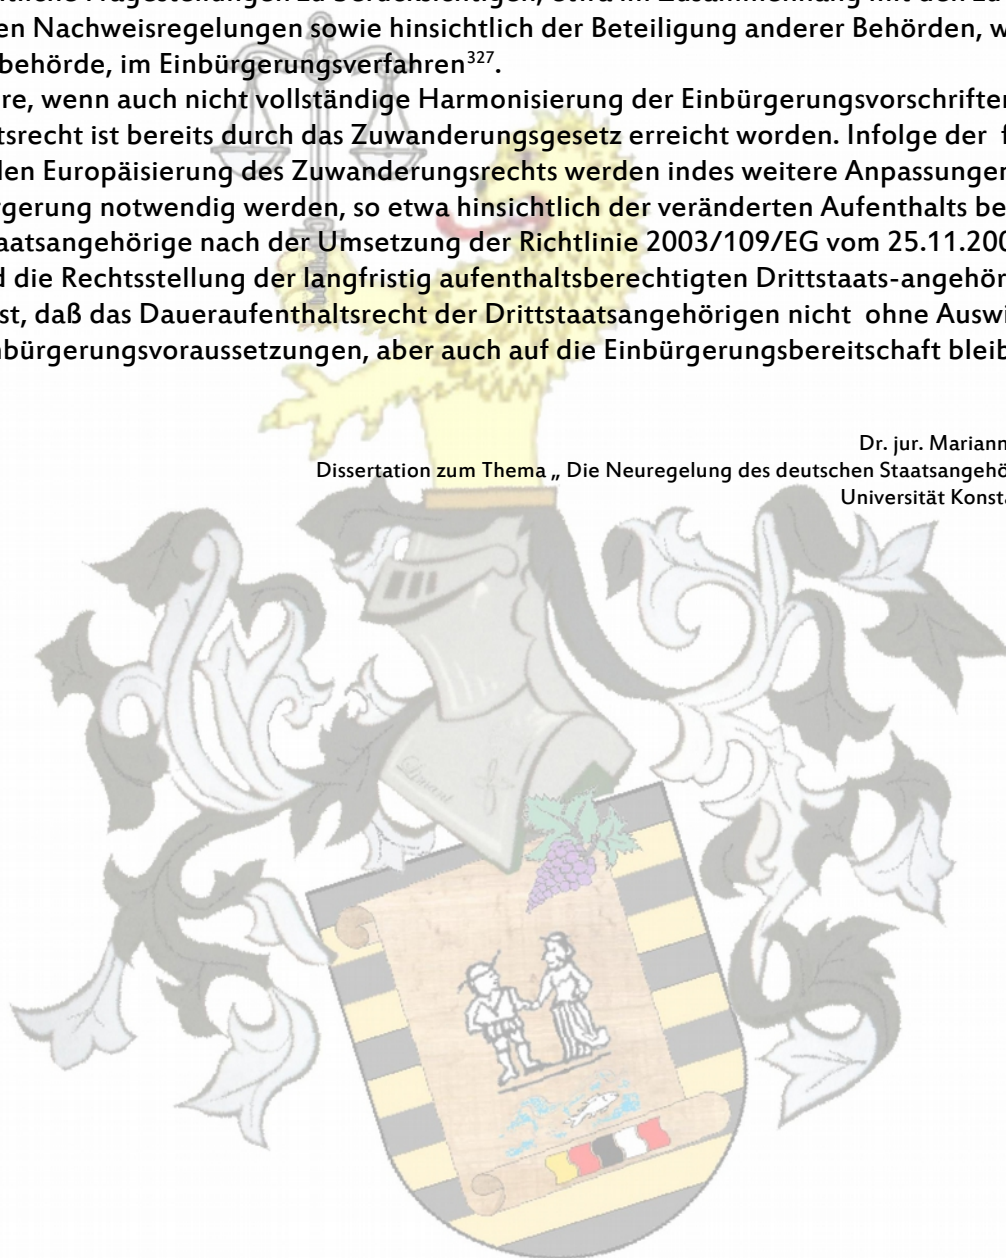 en Nachweisregelungen sowie hinsichtlich der Beteiligung anderer Behörden, w
behörde, im Einbürgerungsverfahren³²⁷.
re, wenn auch nicht vollständige Harmonisierung der Einbürgerungsvorschriften
tsrecht ist bereits durch das Zuwanderungsgesetz erreicht worden. Infolge der f
den Europäisierung des Zuwanderungsrechts werden indes weitere Anpassungen
gerung notwendig werden, so etwa hinsichtlich der veränderten Aufenthalts be
aatsangehörige nach der Umsetzung der Richtlinie 2003/109/EG vom 25.11.200
d die Rechtsstellung der langfristig aufenthaltsberechtigten Drittstaats-angehör
st, daß das Daueraufenthaltsrecht der Drittstaatsangehörigen nicht ohne Auswi
nbürgerungsvoraussetzungen, aber auch auf die Einbürgerungsbereitschaft bleib
Dr. jur. Mariann
Dissertation zum Thema „ Die Neuregelung des deutschen Staatsangehö
Universität Konsta